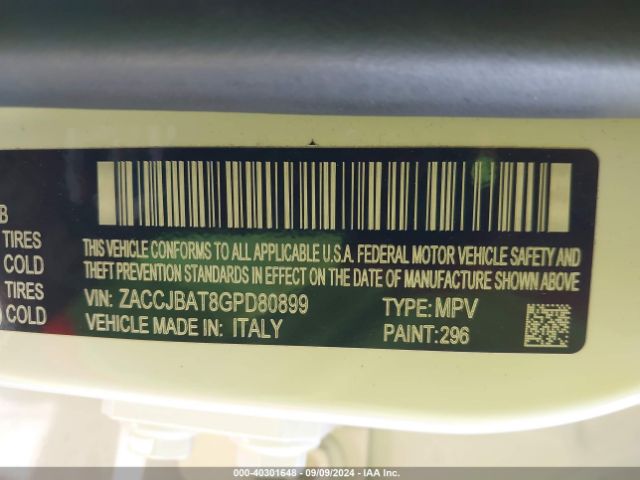 B
TIRES
COLD
TIRES
COLD
THIS VEHICLE CONFORMS TO ALL APPLICABLE U.S.A. FEDERAL MOTOR VEHICLE SAFETY AND
THEFT PREVENTION STANDARDS IN EFFECT ON THE DATE OF MANUFACTURE SHOWN ABOVE
VIN: ZACCJBAT8GPD80899 TYPE: MPV
VEHICLE MADE IN: ITALY PAINT: 296
000-40301648 - 09/09/2024 - IAA Inc.